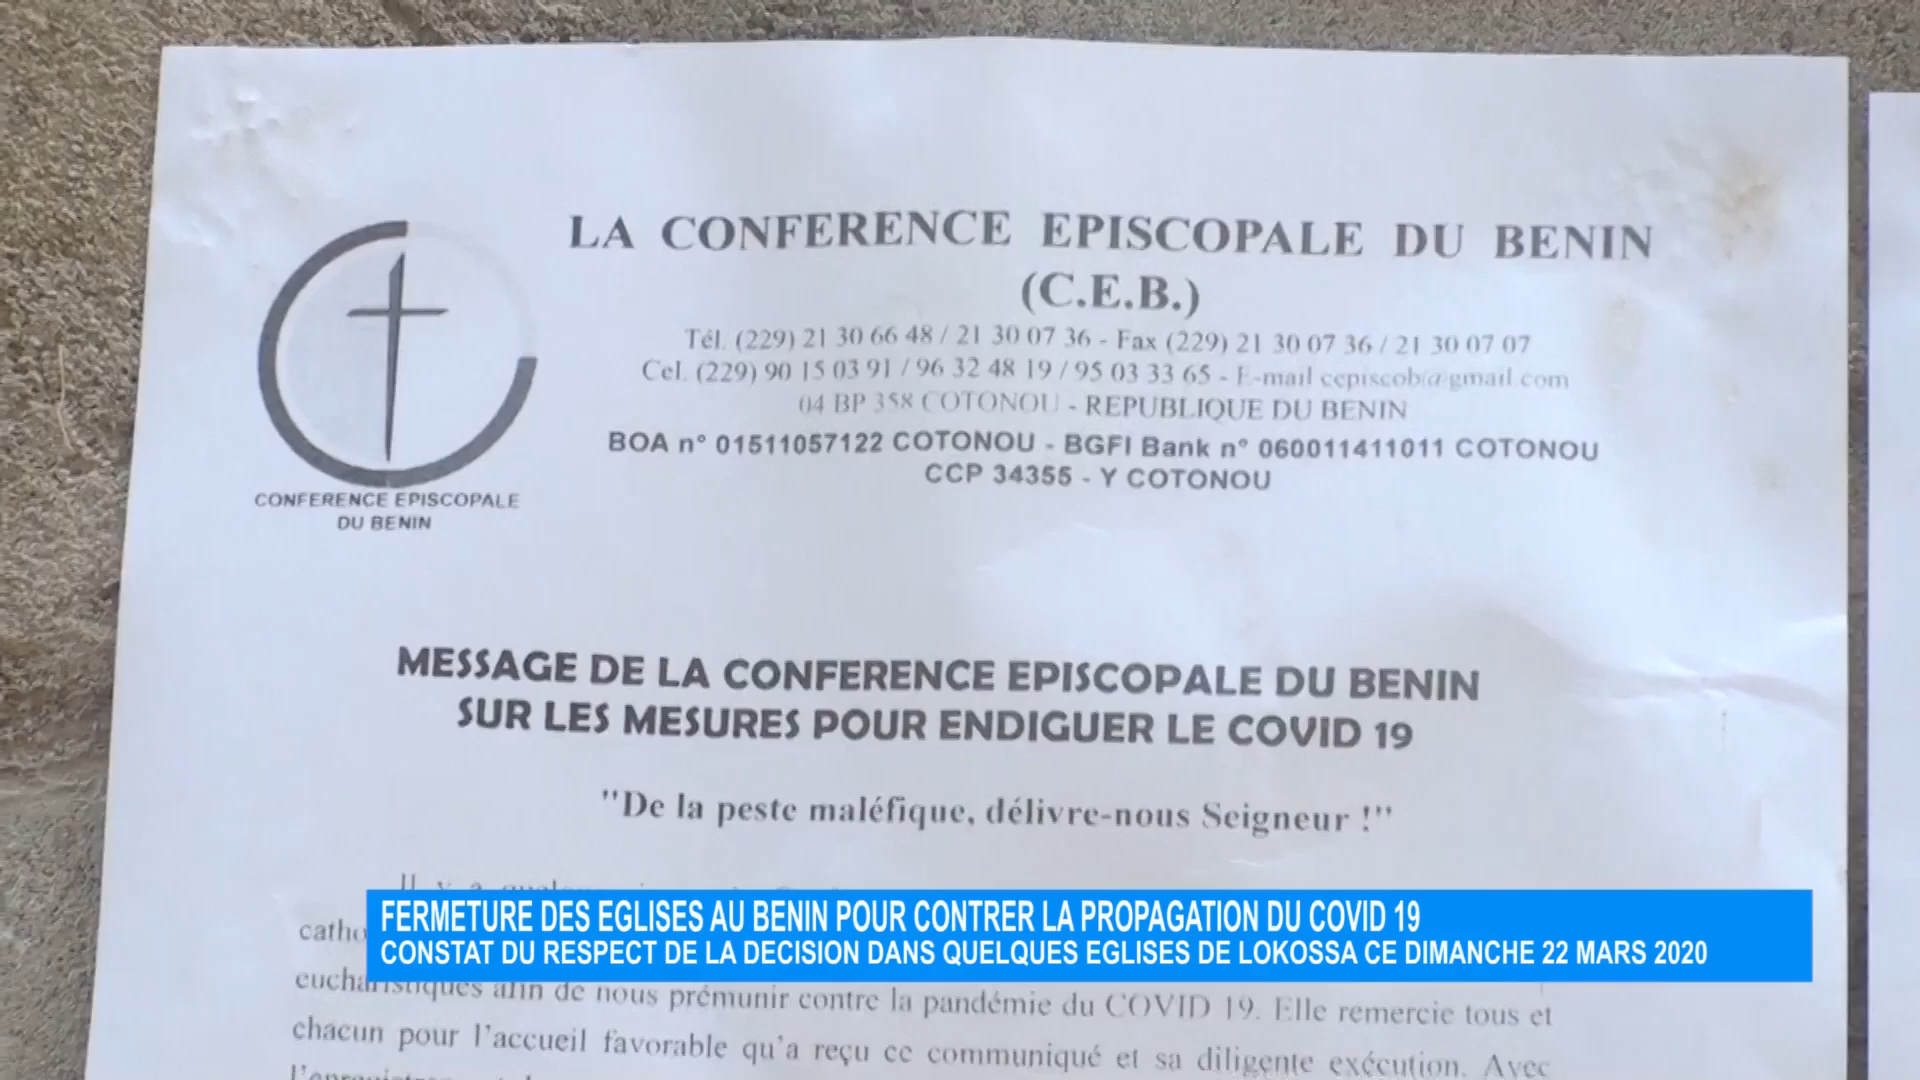 LA CONFERENCE EPISCOPALE DU BENIN
(C.E.B.)
Tél. (229) 21 30 66 48 / 21 30 07 36 - Fax (229) 21 30 07 36 / 21 30 07 07
Cel. (229) 90 15 03 91 / 96 32 48 19 / 95 03 33 65 - E-mail cepiscob@gmail.com
04 BP 358 COTONOU - REPUBLIQUE DU BENIN
BOA n° 01511057122 COTONOU - BGFI Bank n° 060011411011 COTONOU
CCP 34355 - Y COTONOU
CONFERENCE EPISCOPALE
DU BENIN
MESSAGE DE LA CONFERENCE EPISCOPALE DU BENIN
SUR LES MESURES POUR ENDIGUER LE COVID 19
"De la peste maléfique, délivre-nous Seigneur !"
Il y a
catho
FERMETURE DES EGLISES AU BENIN POUR CONTRER LA PROPAGATION DU COVID 19
CONSTAT DU RESPECT DE LA DECISION DANS QUELQUES EGLISES DE LOKOSSA CE DIMANCHE 22 MARS 2020
eucharistiques afin de nous prémunir contre la pandémie du COVID 19. Elle remercie tous et
chacun pour l'accueil favorable qu'a reçu ce communiqué et sa diligente exécution. Avec